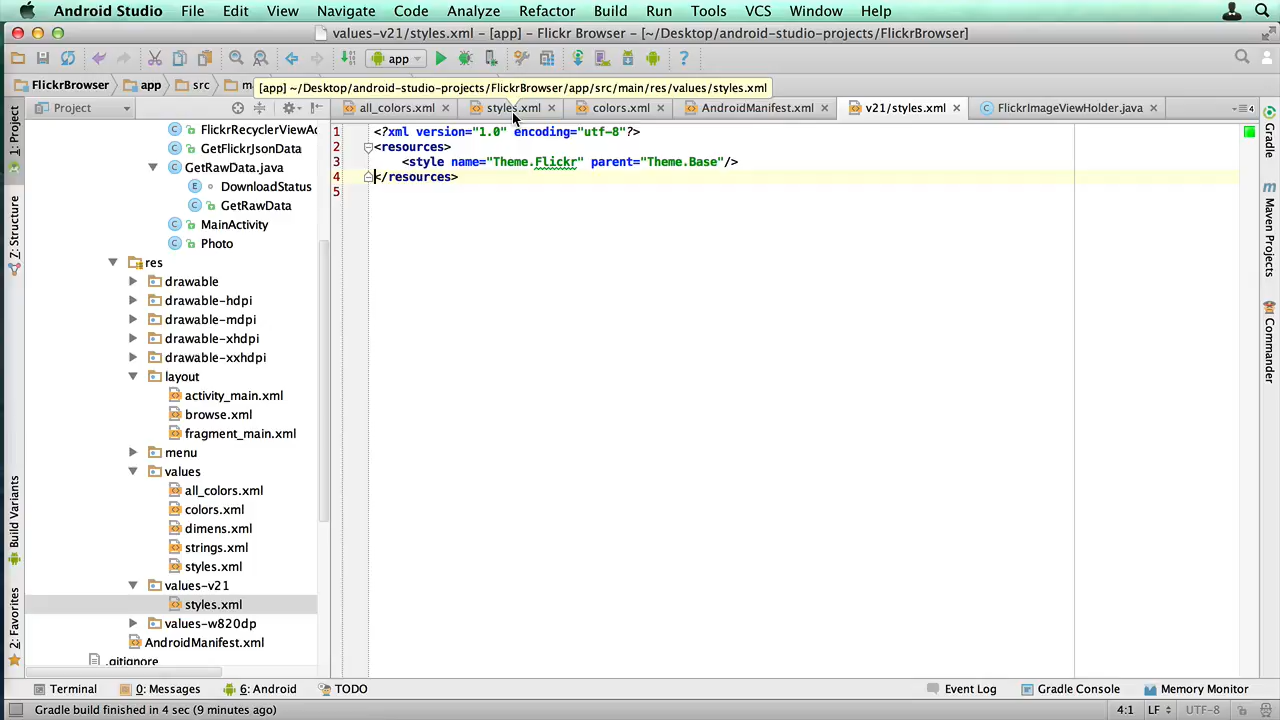 Android Studio File Edit View Navigate Code Analyze Refactor Build Run Tools VCS Window Help
values-v21/styles.xml - [app] - Flickr Browser - [~/Desktop/android-studio-projects/FlickrBrowser]
app
FlickrBrowser app src
[app] ~/Desktop/android-studio-projects/FlickrBrowser/app/src/main/res/values/styles.xml
Project
all_colors.xml styles.xml colors.xml AndroidManifest.xml v21/styles.xml FlickrImageViewHolder.java
1 <?xml version="1.0" encoding="utf-8"?>
2 <resources>
3 <style name="Theme.Flickr" parent="Theme.Base"/>
4 </resources>
5
FlickrRecyclerViewAc
GetFlickrJsonData
GetRawData.java
DownloadStatus
GetRawData
MainActivity
Photo
res
drawable
drawable-hdpi
drawable-mdpi
drawable-xhdpi
drawable-xxhdpi
layout
activity_main.xml
browse.xml
fragment_main.xml
menu
values
all_colors.xml
colors.xml
dimens.xml
strings.xml
styles.xml
values-v21
styles.xml
values-w820dp
AndroidManifest.xml
.gitignore
1: Project
Z: Structure
Build Variants
2: Favorites
Gradle
Maven Projects
Commander
Terminal 0: Messages 6: Android TODO Event Log Gradle Console Memory Monitor
Gradle build finished in 4 sec (9 minutes ago) 4:1 LF UTF-8